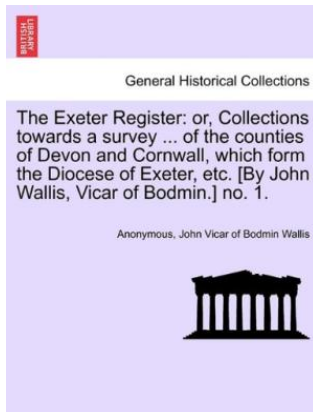 BRITISH
LIBRARY
General Historical Collections
The Exeter Register: or, Collections
towards a survey ... of the counties
of Devon and Cornwall, which form
the Diocese of Exeter, etc. [By John
Wallis, Vicar of Bodmin.] no. 1.
Anonymous, John Vicar of Bodmin Wallis